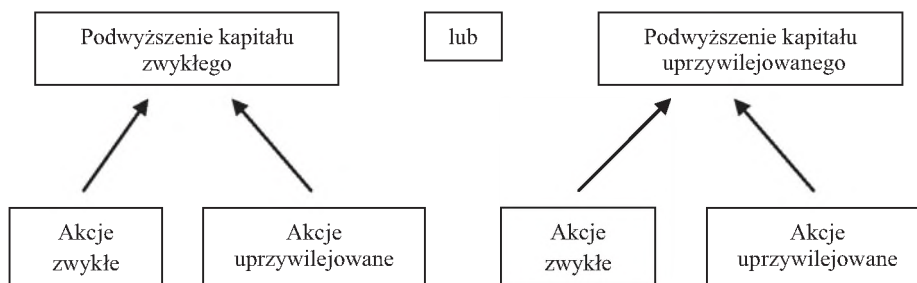 Podwyższenie kapitału
zwykłego
lub
Podwyższenie kapitału
uprzywilejowanego
Akcje
zwykłe
Akcje
uprzywilejowane
Akcje
zwykłe
Akcje
uprzywilejowane